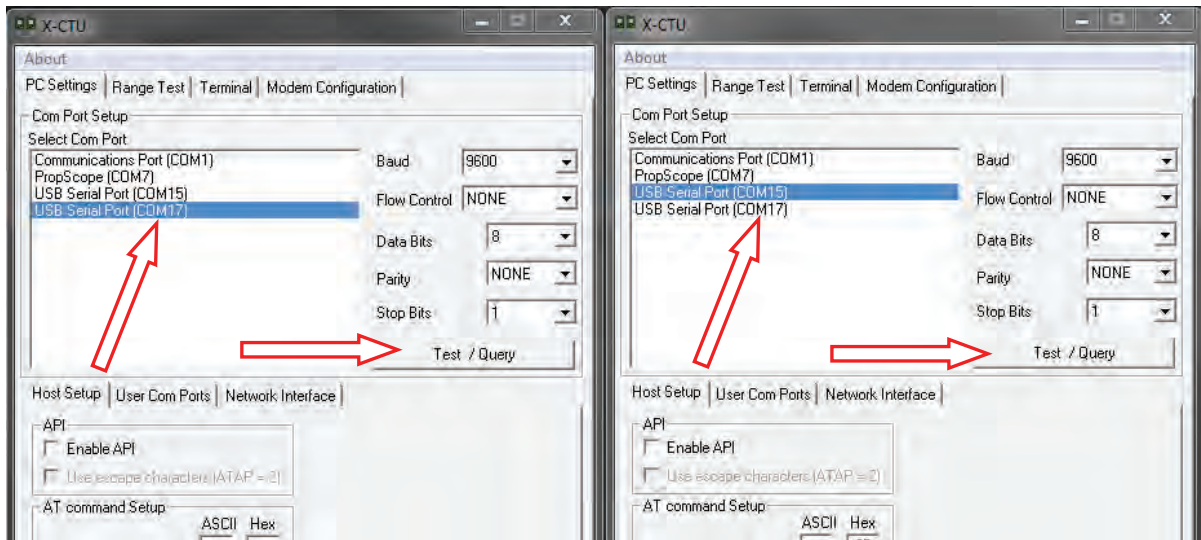 X-CTU
About
PC Settings Range Test Terminal Modem Configuration
Com Port Setup
Select Com Port
Communications Port (COM1)
PropScope (COM7)
USB Serial Port (COM15)
USB Serial Port (COM17)
Baud 9600
Flow Control NONE
Data Bits 8
Parity NONE
Stop Bits 1
Test / Query
Host Setup User Com Ports Network Interface
API
Enable API
Use escape characters (ATAP = 2)
AT command Setup
ASCII Hex
X-CTU
About
PC Settings Range Test Terminal Modem Configuration
Com Port Setup
Select Com Port
Communications Port (COM1)
PropScope (COM7)
USB Serial Port (COM15)
USB Serial Port (COM17)
Baud 9600
Flow Control NONE
Data Bits 8
Parity NONE
Stop Bits 1
Test / Query
Host Setup User Com Ports Network Interface
API
Enable API
Use escape characters (ATAP = 2)
AT command Setup
ASCII Hex